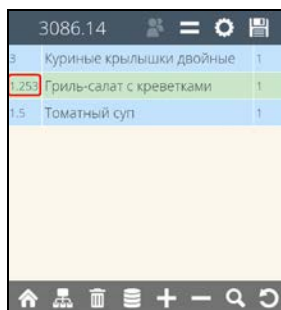 3086.14
3 Куриные крылышки двойные 1
1.253 Гриль-салат с креветками 1
1.5 Томатный суп 1